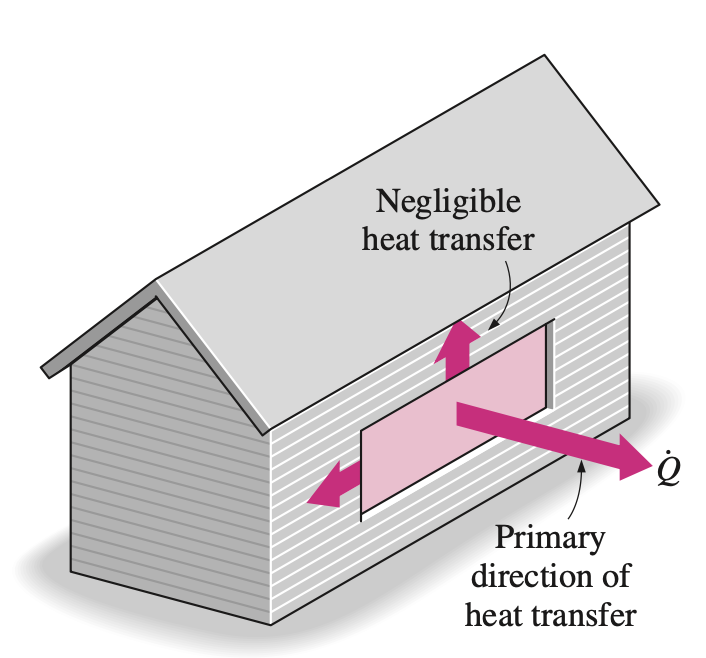 Negligible
heat transfer
Q̇
Primary
direction of
heat transfer